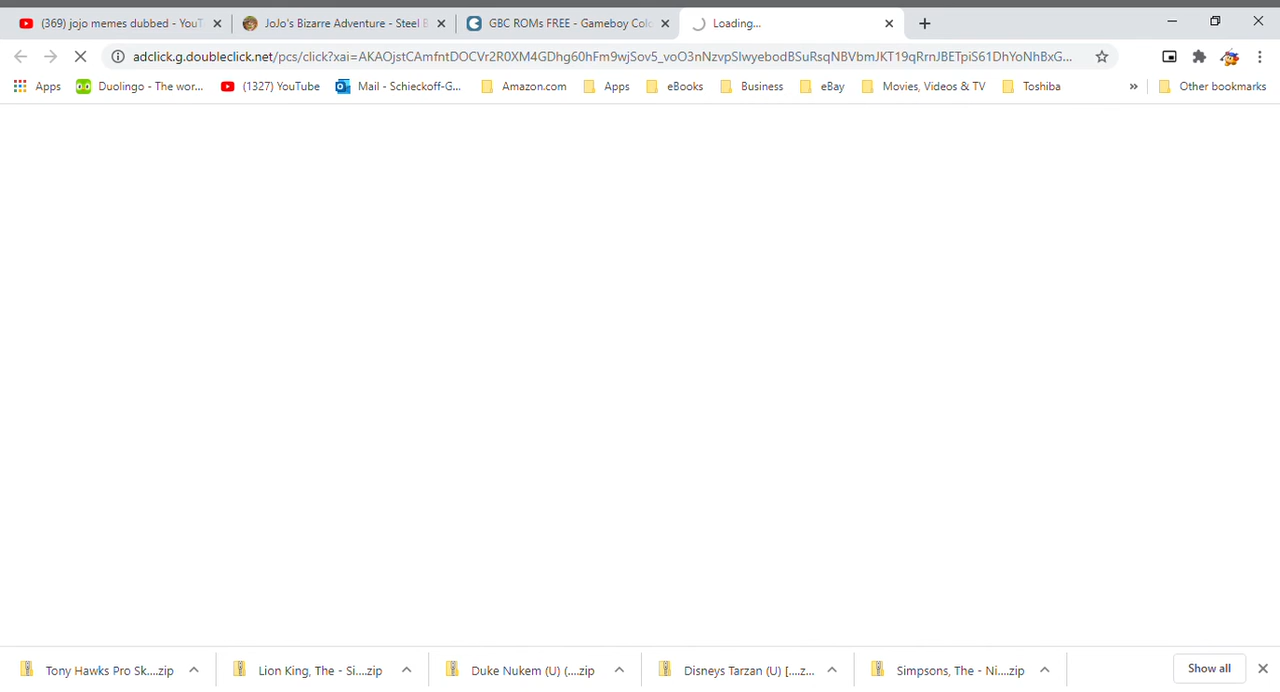 (369) jojo memes dubbed - YouT
JoJo's Bizarre Adventure - Steel B
GBC ROMs FREE - Gameboy Colo
Loading...
adclick.g.doubleclick.net/pcs/click?xai=AKAOjstCAmfntDOCVr2R0XM4GDhg60hFm9wjSov5_voO3nNzvpSIwyebodBSuRsqNBVbmJKT19qRrnJBETpiS61DhYoNhBxG...
Apps Duolingo - The wor... (1327) YouTube Mail - Schieckoff-G... Amazon.com Apps eBooks Business eBay Movies, Videos & TV Toshiba » Other bookmarks
Tony Hawks Pro Sk....zip Lion King, The - Si....zip Duke Nukem (U) (....zip Disneys Tarzan (U) [....z... Simpsons, The - Ni....zip Show all